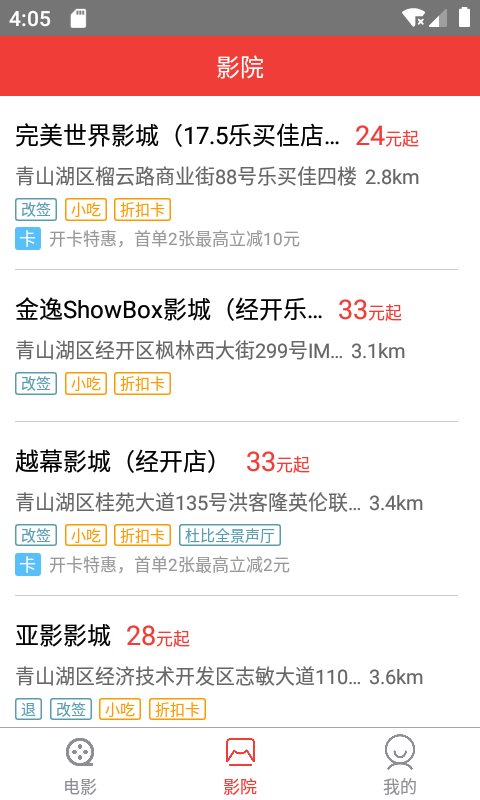 4:05
影院
完美世界影城（17.5乐买佳店... 24元起
青山湖区榴云路商业街88号乐买佳四楼 2.8km
改签 小吃 折扣卡
卡 开卡特惠，首单2张最高立减10元
金逸ShowBox影城（经开乐... 33元起
青山湖区经开区枫林西大街299号IM... 3.1km
改签 小吃 折扣卡
越幕影城（经开店） 33元起
青山湖区桂苑大道135号洪客隆英伦联... 3.4km
改签 小吃 折扣卡 杜比全景声厅
卡 开卡特惠，首单2张最高立减2元
亚影影城 28元起
青山湖区经济技术开发区志敏大道110... 3.6km
退 改签 小吃 折扣卡
电影 影院 我的